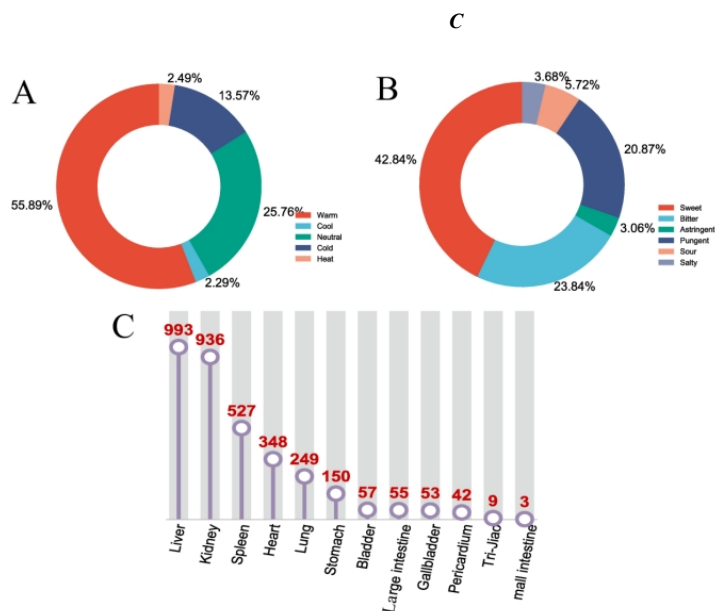 C
A
2.49%
13.57%
55.89%
25.76%
2.29%
Warm
Cool
Neutral
Cold
Heat
B
3.68%
5.72%
42.84%
20.87%
3.06%
23.84%
Sweet
Bitter
Astringent
Pungent
Sour
Salty
C
993
936
527
348
249
150
57
55
53
42
9
3
Liver
Kidney
Spleen
Heart
Lung
Stomach
Bladder
Large intestine
Gallbladder
Pericardium
Tri-Jiao
mall intestine